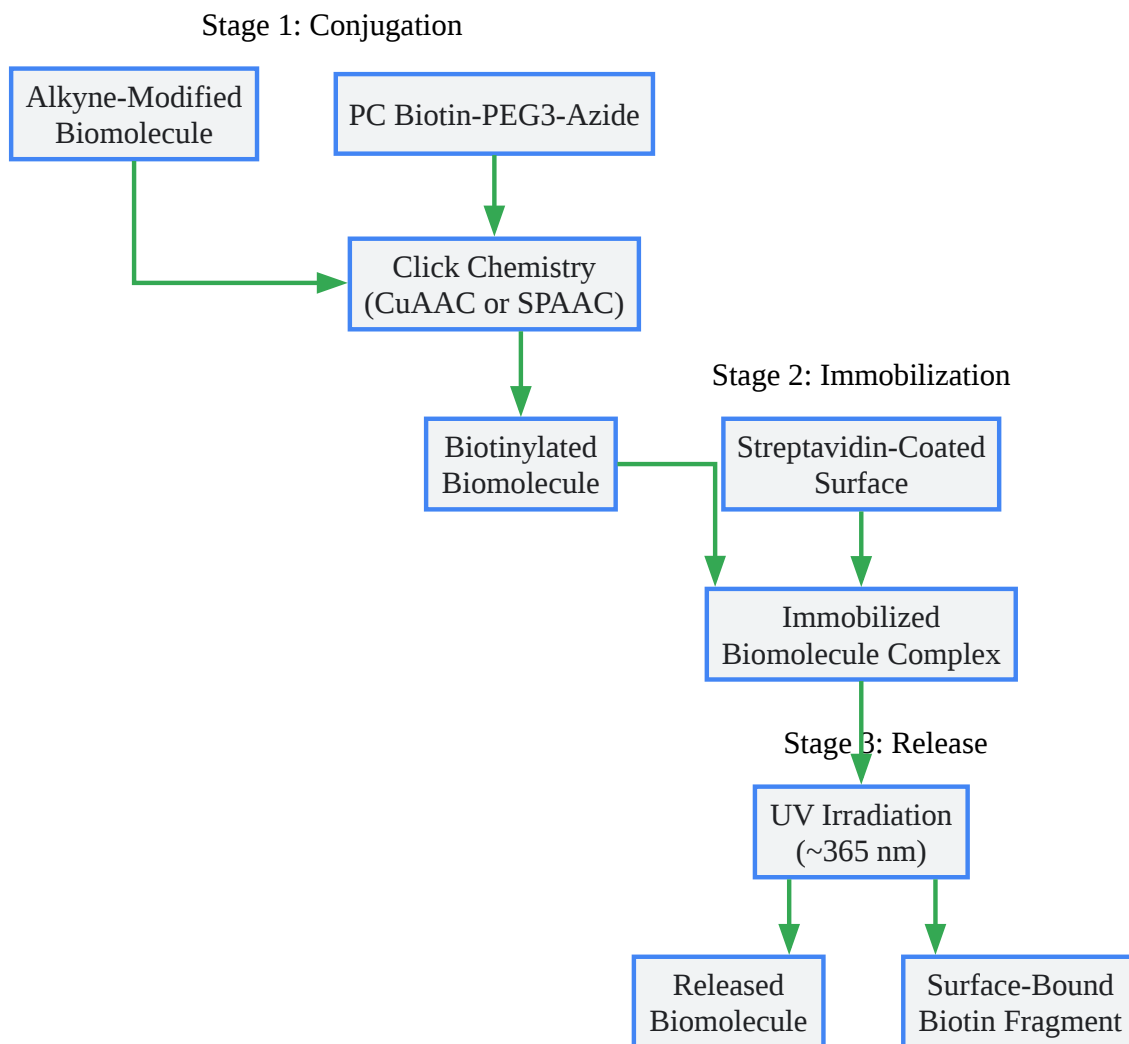 Stage 1: Conjugation
Alkyne-Modified
Biomolecule
PC Biotin-PEG3-Azide
Click Chemistry
(CuAAC or SPAAC)
Stage 2: Immobilization
Biotinylated
Biomolecule
Streptavidin-Coated
Surface
Immobilized
Biomolecule Complex
Stage 3: Release
UV Irradiation
(~365 nm)
Released
Biomolecule
Surface-Bound
Biotin Fragment